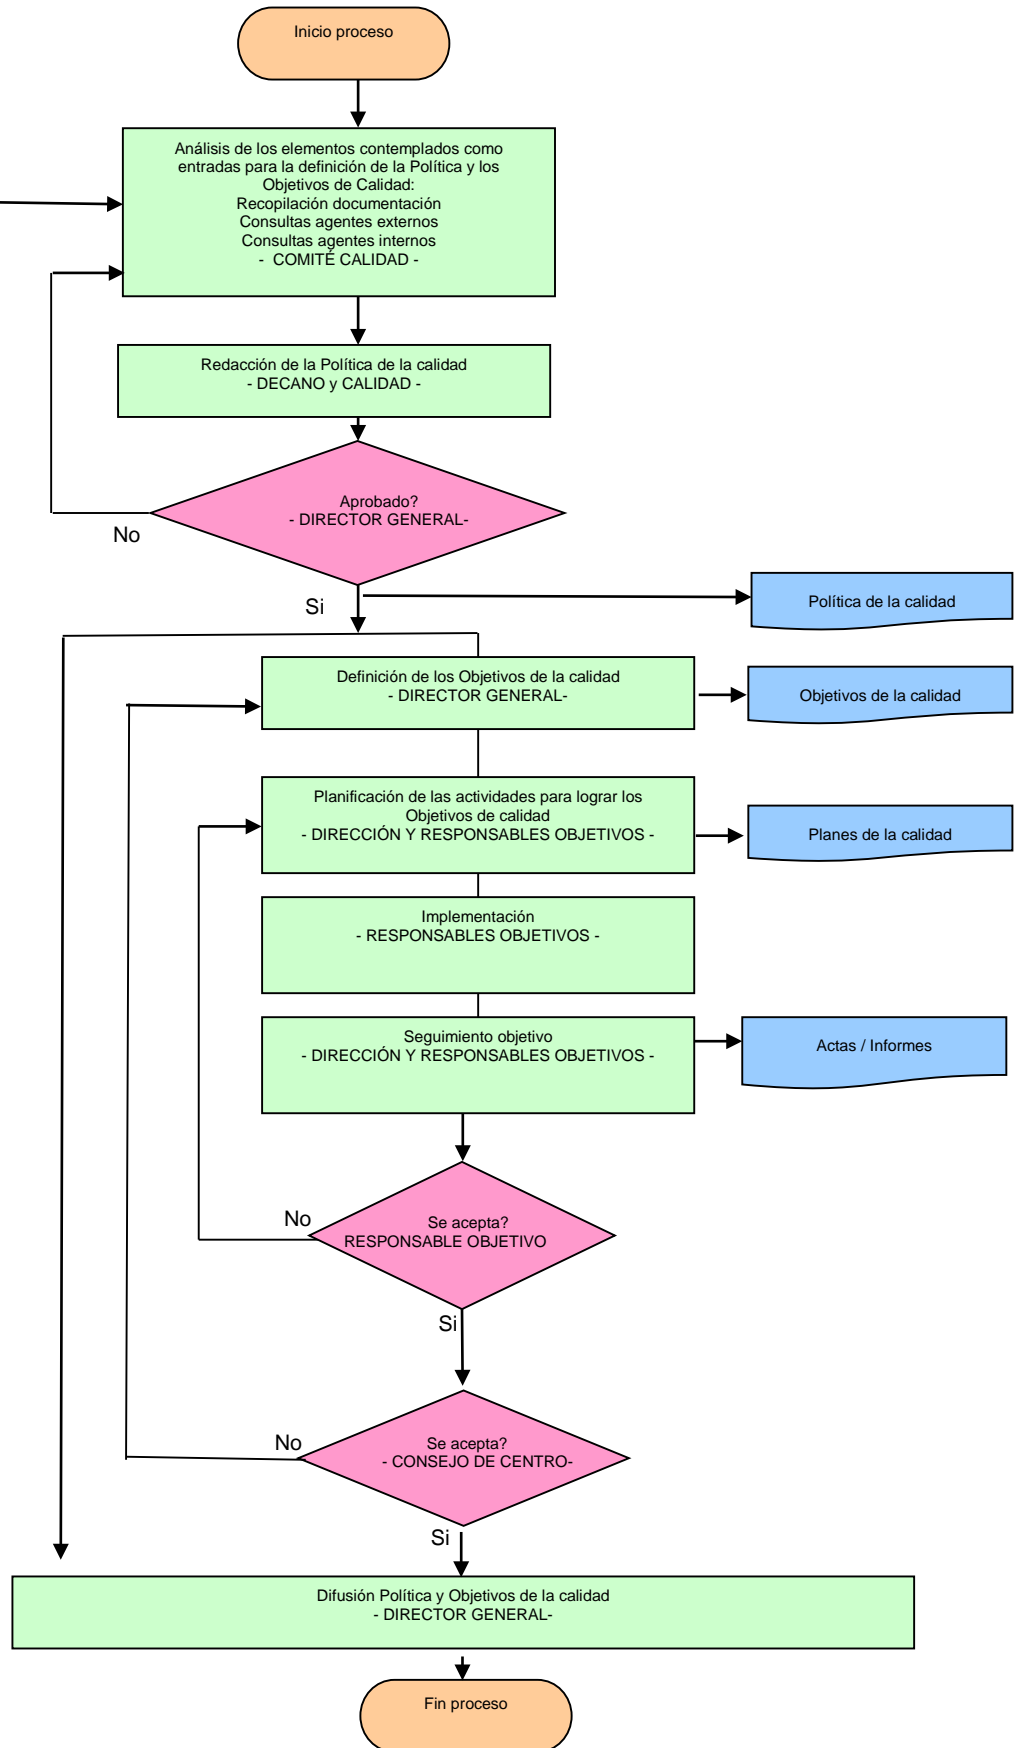 Inicio proceso
Análisis de los elementos contemplados como
entradas para la definición de la Política y los
Objetivos de Calidad:
Recopilación documentación
Consultas agentes externos
Consultas agentes internos
- COMITÉ CALIDAD -
Redacción de la Política de la calidad
- DECANO y CALIDAD -
Aprobado?
- DIRECTOR GENERAL-
No
Si
Política de la calidad
Definición de los Objetivos de la calidad
- DIRECTOR GENERAL-
Objetivos de la calidad
Planificación de las actividades para lograr los
Objetivos de calidad
- DIRECCIÓN Y RESPONSABLES OBJETIVOS -
Planes de la calidad
Implementación
- RESPONSABLES OBJETIVOS -
Seguimiento objetivo
- DIRECCIÓN Y RESPONSABLES OBJETIVOS -
Actas / Informes
No
Se acepta?
RESPONSABLE OBJETIVO
Si
No
Se acepta?
- CONSEJO DE CENTRO-
Si
Difusión Política y Objetivos de la calidad
- DIRECTOR GENERAL-
Fin proceso